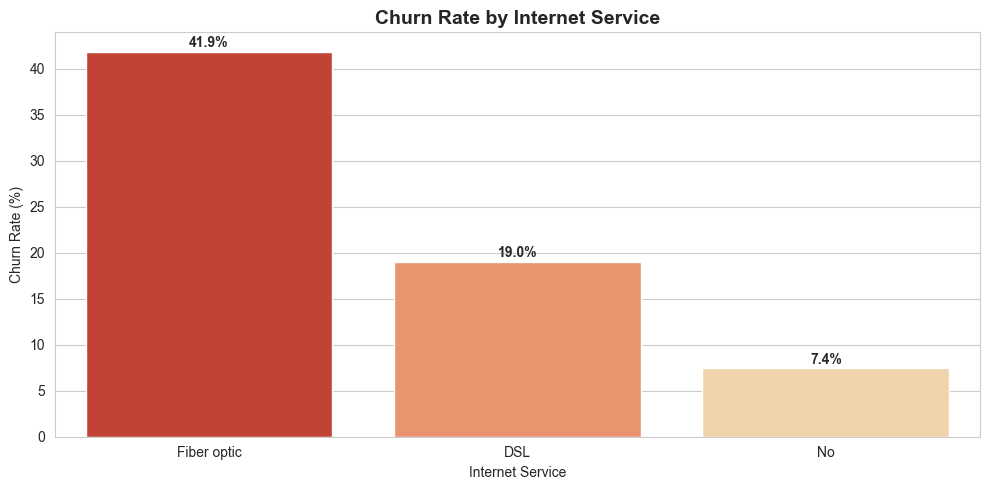 Churn Rate by Internet Service
41.9%
19.0%
7.4%
40
35
30
25
20
15
10
5
0
Churn Rate (%)
Fiber optic
DSL
No
Internet Service